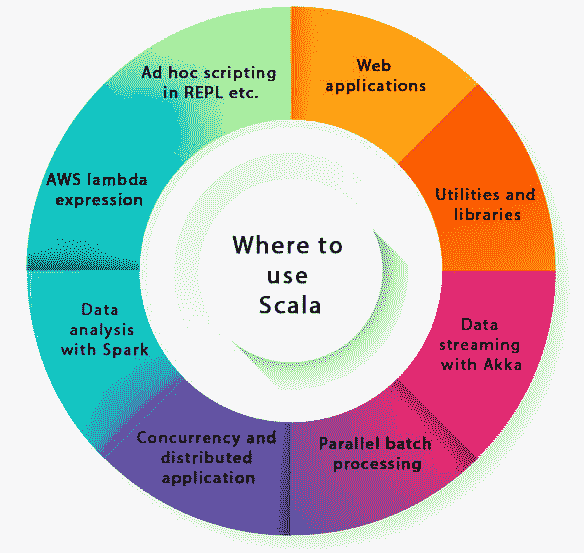 Where to
use
Scala
Web
applications
Utilities and
libraries
Data
streaming
with Akka
Parallel batch
processing
Concurrency and
distributed
application
Data
analysis
with Spark
AWS lambda
expression
Ad hoc scripting
in REPL etc.